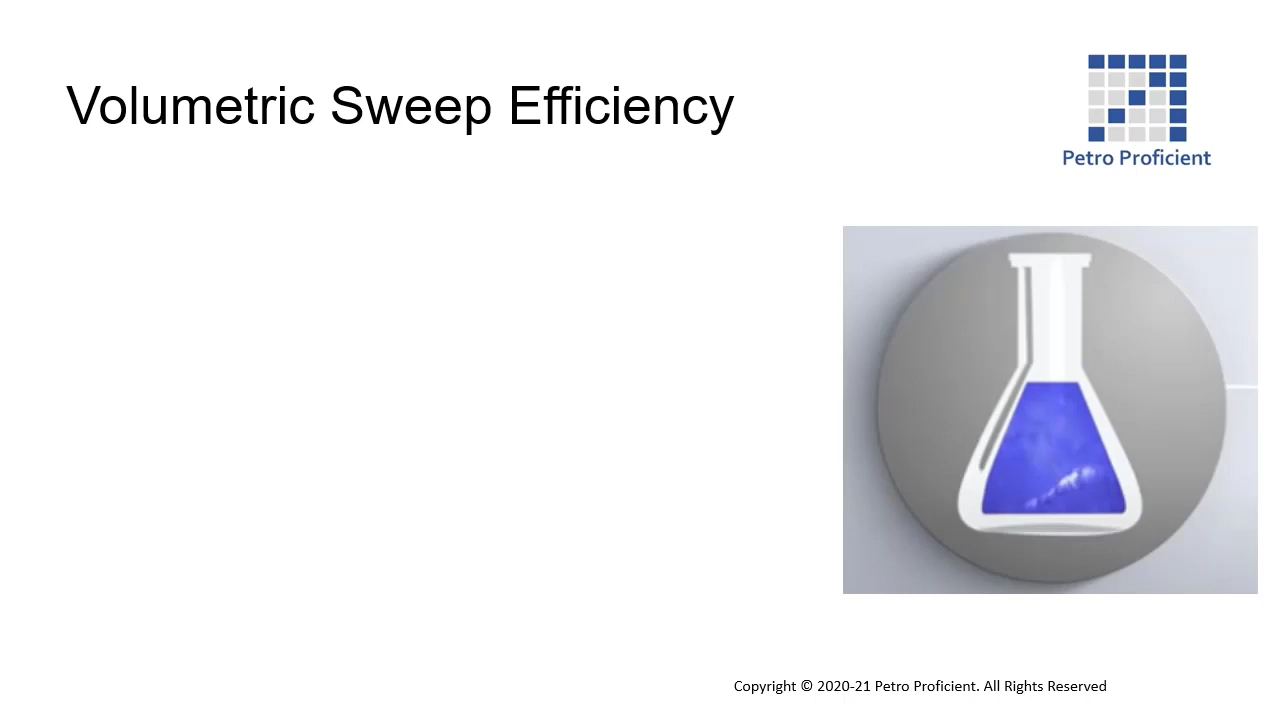 Volumetric Sweep Efficiency
Petro Proficient
Copyright © 2020-21 Petro Proficient. All Rights Reserved